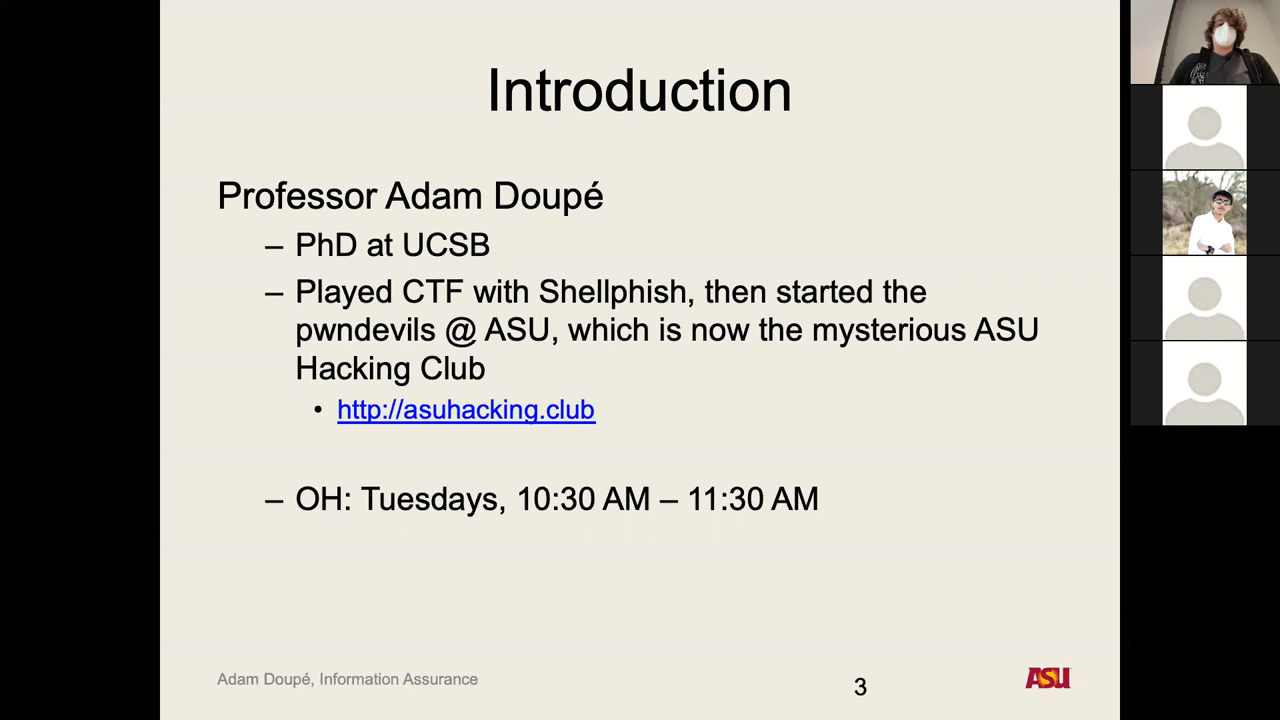 Introduction
Professor Adam Doupé
– PhD at UCSB
– Played CTF with Shellphish, then started the
pwndevils @ ASU, which is now the mysterious ASU
Hacking Club
• http://asuhacking.club
– OH: Tuesdays, 10:30 AM – 11:30 AM
Adam Doupé, Information Assurance
3
ASU